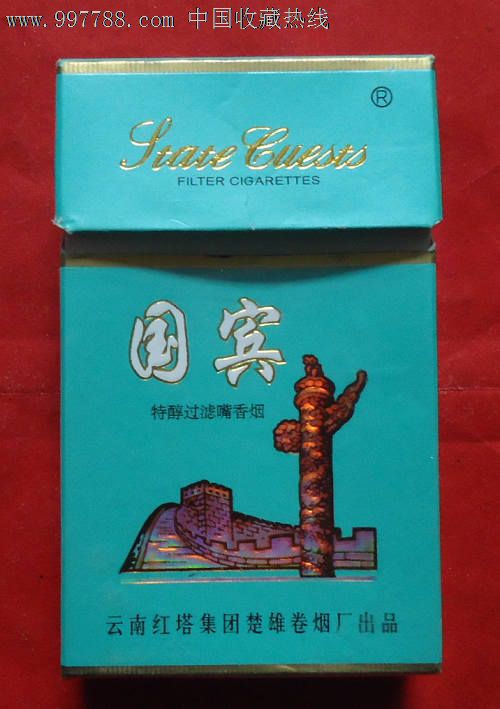 www.997788.com 中国收藏热线
®
State Guests
FILTER CIGARETTES
国宾
特醇过滤嘴香烟
云南红塔集团楚雄卷烟厂出品